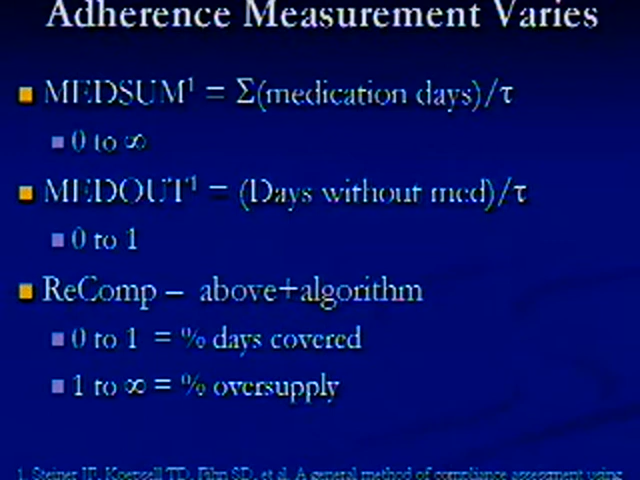 Adherence Measurement Varies
MEDSUM¹ = Σ(medication days)/τ
0 to ∞
MEDOUT¹ = (Days without med)/τ
0 to 1
ReComp – above+algorithm
0 to 1 = % days covered
1 to ∞ = % oversupply
1. Steiner JF, Koepsell TD, Fihn SD, et al. A general method of compliance assessment using